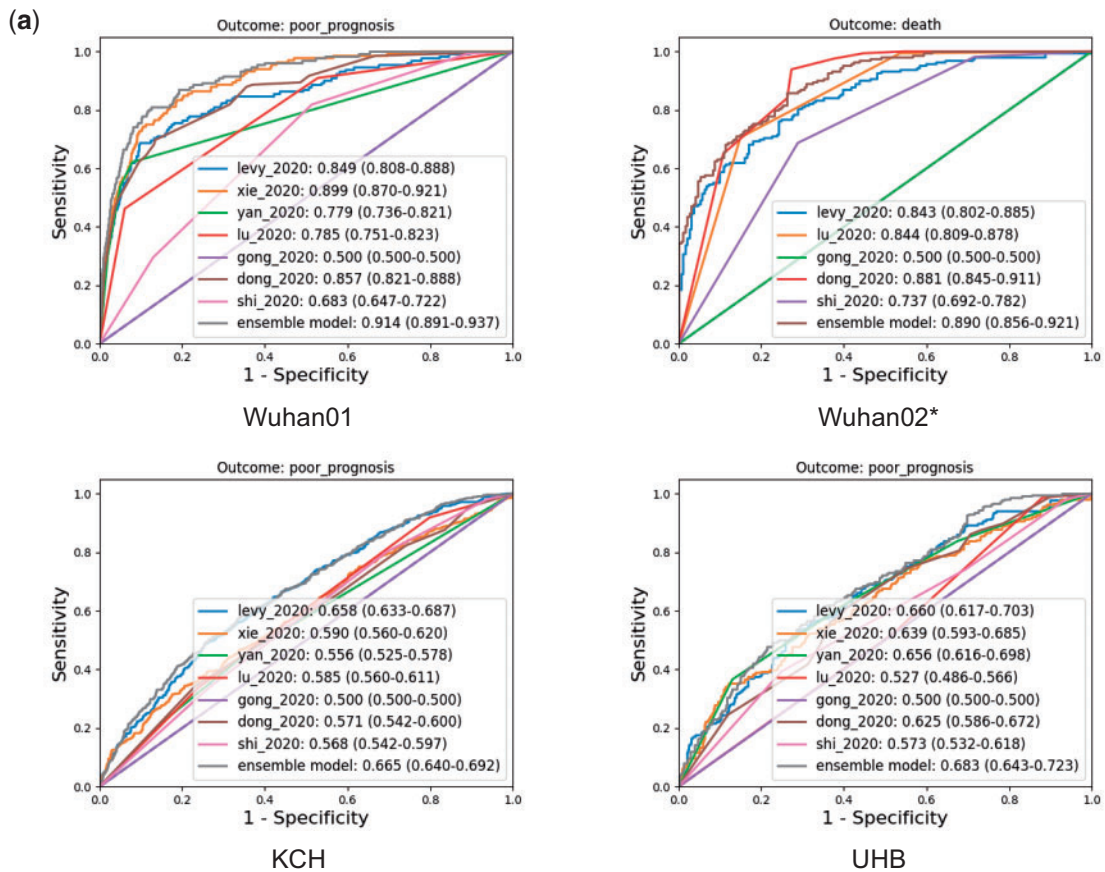 (a)
Outcome: poor_prognosis
Sensitivity
1.0
0.8
0.6
0.4
0.2
0.0
levy_2020: 0.849 (0.808-0.888)
xie_2020: 0.899 (0.870-0.921)
yan_2020: 0.779 (0.736-0.821)
lu_2020: 0.785 (0.751-0.823)
gong_2020: 0.500 (0.500-0.500)
dong_2020: 0.857 (0.821-0.888)
shi_2020: 0.683 (0.647-0.722)
ensemble model: 0.914 (0.891-0.937)
0.0 0.2 0.4 0.6 0.8 1.0
1 - Specificity
Wuhan01
Outcome: death
Sensitivity
1.0
0.8
0.6
0.4
0.2
0.0
levy_2020: 0.843 (0.802-0.885)
lu_2020: 0.844 (0.809-0.878)
gong_2020: 0.500 (0.500-0.500)
dong_2020: 0.881 (0.845-0.911)
shi_2020: 0.737 (0.692-0.782)
ensemble model: 0.890 (0.856-0.921)
0.0 0.2 0.4 0.6 0.8 1.0
1 - Specificity
Wuhan02*
Outcome: poor_prognosis
Sensitivity
1.0
0.8
0.6
0.4
0.2
0.0
levy_2020: 0.658 (0.633-0.687)
xie_2020: 0.590 (0.560-0.620)
yan_2020: 0.556 (0.525-0.578)
lu_2020: 0.585 (0.560-0.611)
gong_2020: 0.500 (0.500-0.500)
dong_2020: 0.571 (0.542-0.600)
shi_2020: 0.568 (0.542-0.597)
ensemble model: 0.665 (0.640-0.692)
0.0 0.2 0.4 0.6 0.8 1.0
1 - Specificity
KCH
Outcome: poor_prognosis
Sensitivity
1.0
0.8
0.6
0.4
0.2
0.0
levy_2020: 0.660 (0.617-0.703)
xie_2020: 0.639 (0.593-0.685)
yan_2020: 0.656 (0.616-0.698)
lu_2020: 0.527 (0.486-0.566)
gong_2020: 0.500 (0.500-0.500)
dong_2020: 0.625 (0.586-0.672)
shi_2020: 0.573 (0.532-0.618)
ensemble model: 0.683 (0.643-0.723)
0.0 0.2 0.4 0.6 0.8 1.0
1 - Specificity
UHB